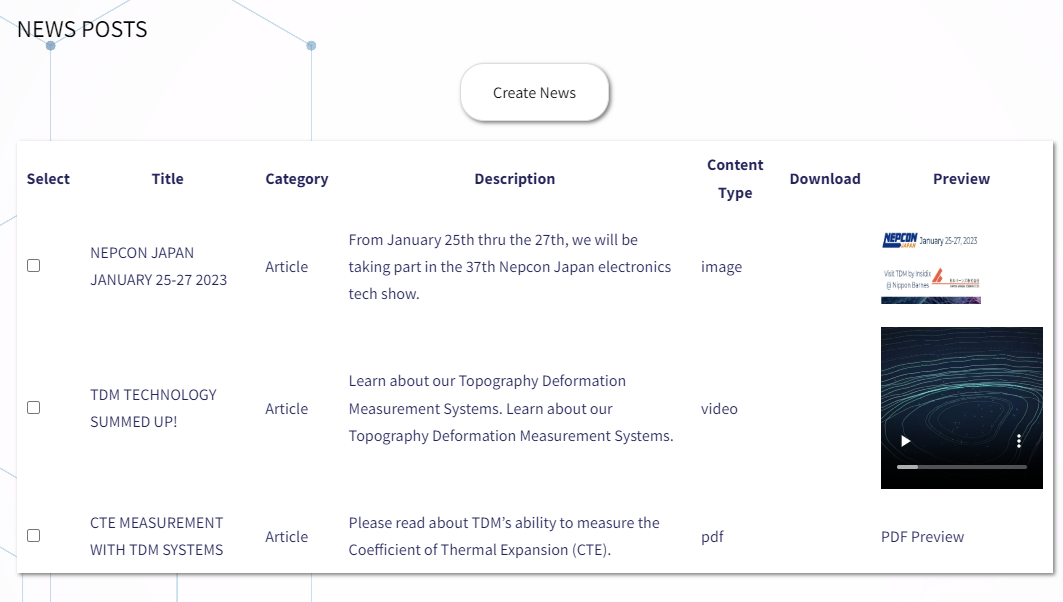 NEWS POSTS
Create News
Select Title Category Description Content Type Download Preview
NEPCON JAPAN
JANUARY 25-27 2023
Article
From January 25th thru the 27th, we will be
taking part in the 37th Nepcon Japan electronics
tech show.
image
NEPCON JAPAN January 25-27, 2023
Visit TDM by Insidix
@ Nippon Barnes
TDM TECHNOLOGY
SUMMED UP!
Article
Learn about our Topography Deformation
Measurement Systems. Learn about our
Topography Deformation Measurement Systems.
video
CTE MEASUREMENT
WITH TDM SYSTEMS
Article
Please read about TDM’s ability to measure the
Coefficient of Thermal Expansion (CTE).
pdf
PDF Preview